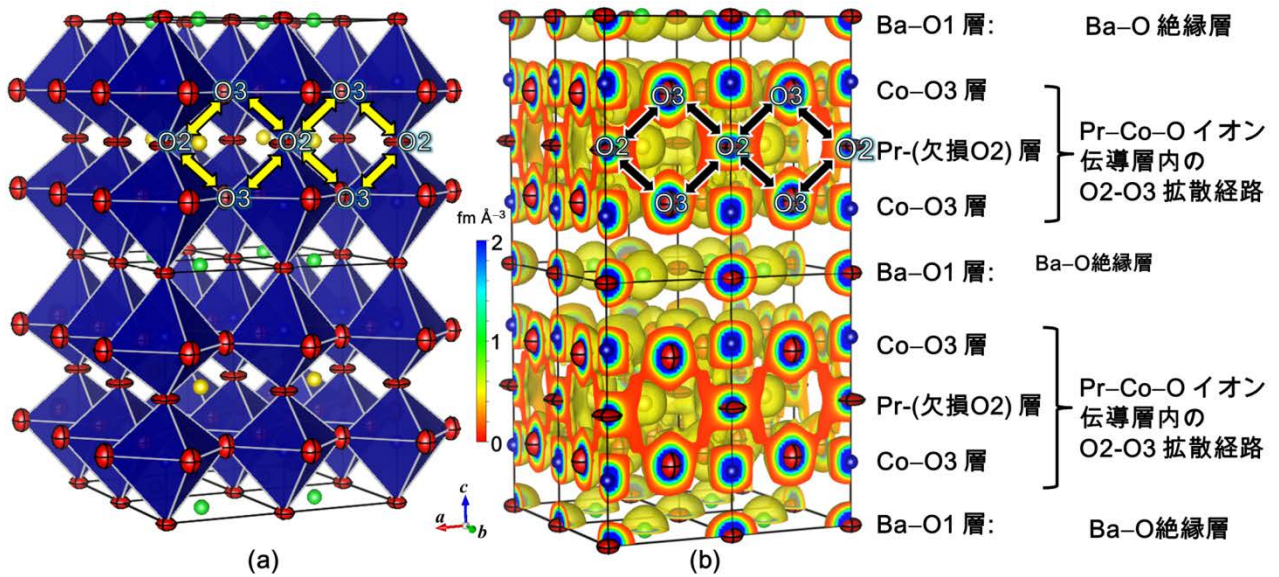 O3 O3
O2 O2 O2
O3 O3
(a)
fm Å⁻³
2
1
0
c
a
b
O3 O3
O2 O2 O2
O3 O3
(b)
Ba–O1 層: Ba–O 絶縁層
Co–O3 層
Pr-(欠損O2) 層
Co–O3 層
Pr–Co–O イオン
伝導層内の
O2-O3 拡散経路
Ba–O1 層: Ba–O絶縁層
Co–O3 層
Pr-(欠損O2) 層
Co–O3 層
Pr–Co–O イオン
伝導層内の
O2-O3 拡散経路
Ba–O1 層: Ba–O絶縁層